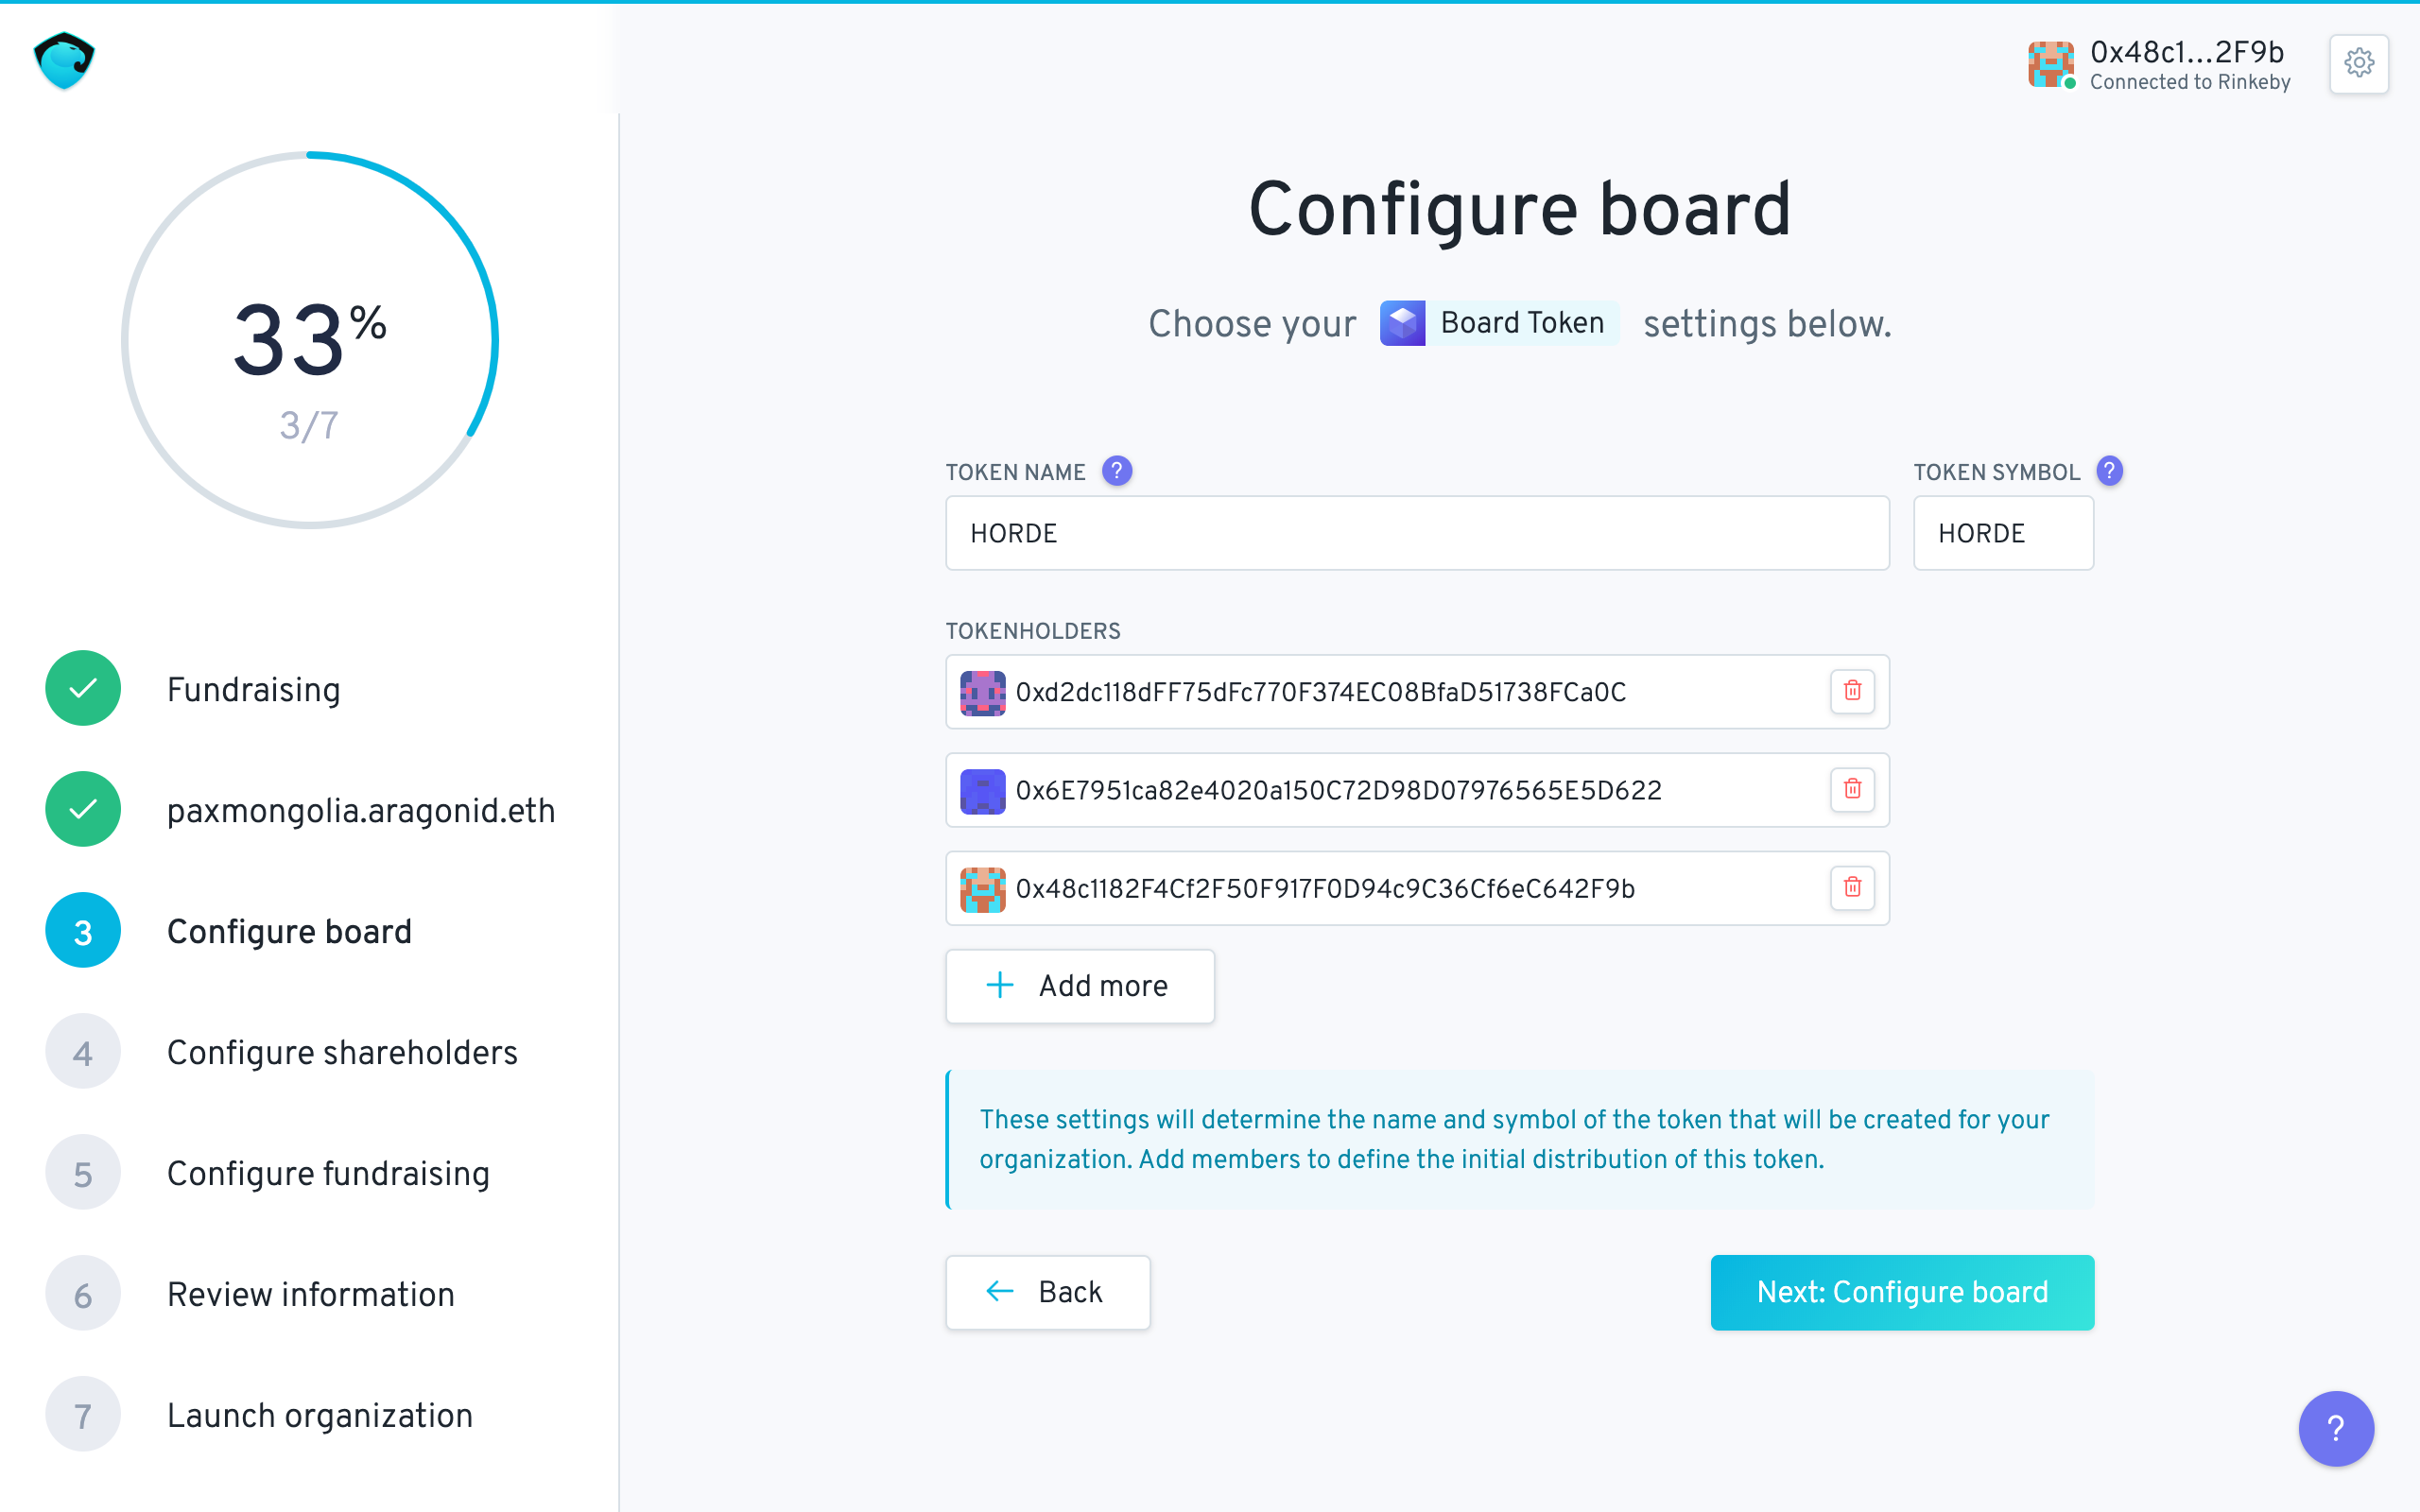 0x48c1...2F9b
Connected to Rinkeby
33%
3/7
Fundraising
paxmongolia.aragonid.eth
3 Configure board
4 Configure shareholders
5 Configure fundraising
6 Review information
7 Launch organization
Configure board
Choose your Board Token settings below.
TOKEN NAME ?
HORDE
TOKEN SYMBOL ?
HORDE
TOKENHOLDERS
0xd2dc118dFF75dFc770F374EC08BfaD51738FCa0C
0x6E7951ca82e4020a150C72D98D07976565E5D622
0x48c1182F4Cf2F50F917F0D94c9C36Cf6eC642F9b
+ Add more
These settings will determine the name and symbol of the token that will be created for your
organization. Add members to define the initial distribution of this token.
← Back
Next: Configure board
?